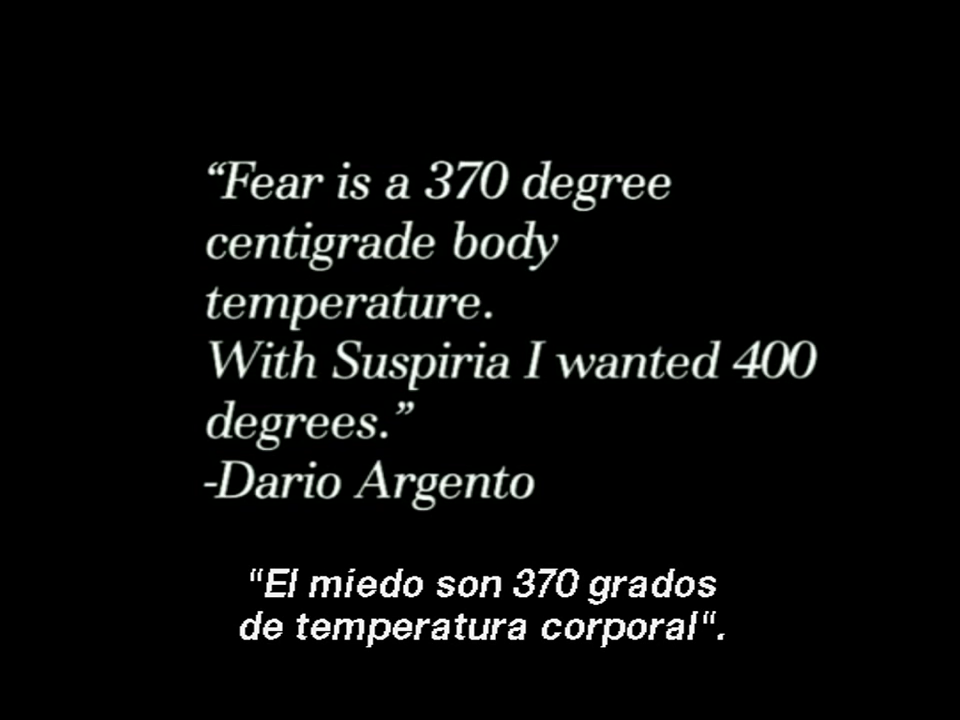 “Fear is a 370 degree
centigrade body
temperature.
With Suspiria I wanted 400
degrees.”
-Dario Argento
“El miedo son 370 grados
de temperatura corporal“.